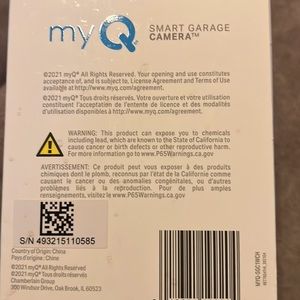 myQ
SMART GARAGE
CAMERA™
©2021 myQ® All Rights Reserved. Your opening and use constitutes
acceptance of, and is subject to, License Agreement and Terms of Use
available at http://www.myq.com/agreement.
©2021 myQ® Tous droits réservés. Votre ouverture et votre utilisation
constituent l'acceptation de l'entente de licence et des modalités
d'utilisation disponibles à http://www.myq.com/agreement.
WARNING: This product can expose you to chemicals
including lead, which are known to the State of California to
cause cancer or birth defects or other reproductive harm.
For more information go to www.P65Warnings.ca.gov
AVERTISSEMENT: Ce produit peut vous exposer à des produits
chimiques dont le plomb, reconnus par l'État de la Californie comme
causant le cancer ou des anomalies congénitales, ou d'autres
problèmes liés à la reproduction. Pour de plus amples
renseignements, visitez le www.P65Warnings.ca.gov
S/N 493215110585
Country of Origin: China
Pays d'origine: Chine
©2021 myQ® All Rights Reserved
©2021 myQ® Tous droits réservés
Chamberlain Group
300 Windsor Drive, Oak Brook, IL 60523